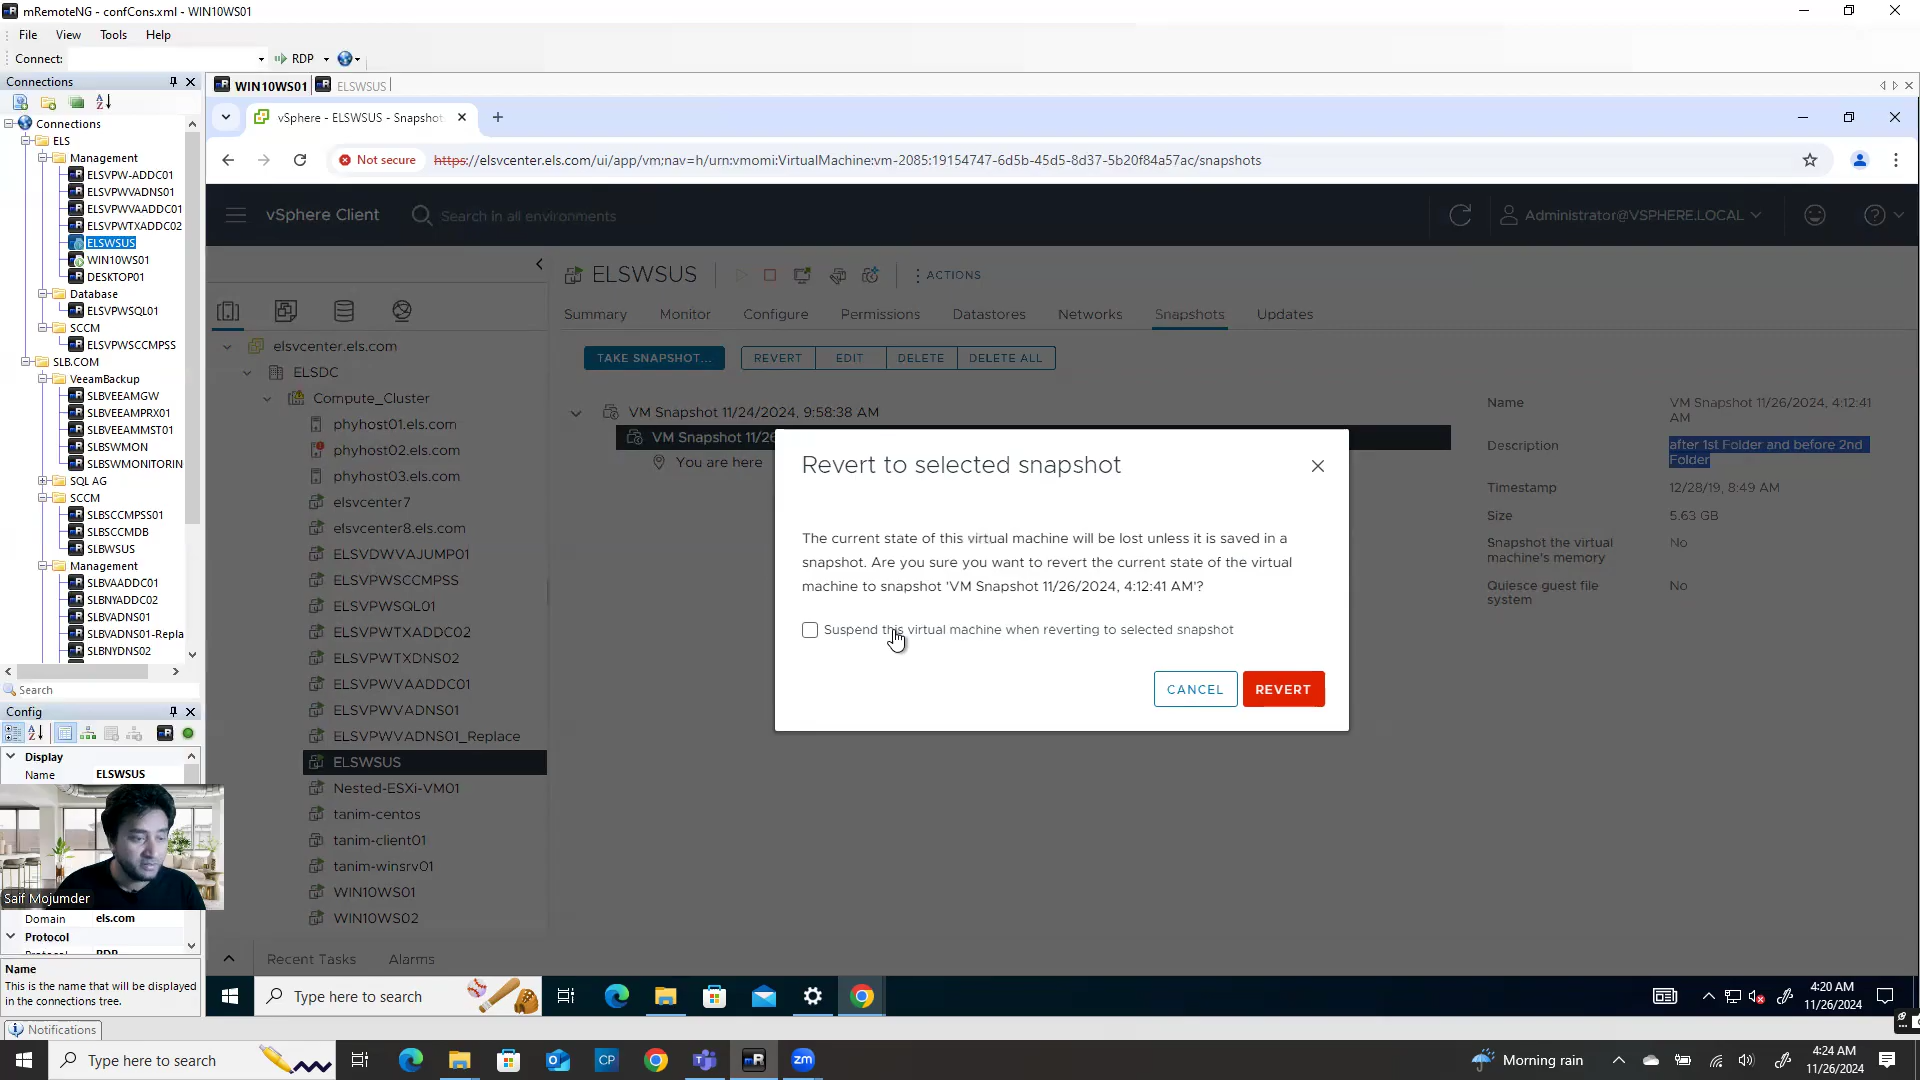 mRemoteNG - confCons.xml - WIN10WS01
File View Tools Help
Connect: RDP
Connections
Connections
ELS
Management
ELSVPW-ADDC01
ELSVPWVADNS01
ELSVPWVAADDC01
ELSVPWTXADDC02
ELSWSUS
WIN10WS01
DESKTOP01
Database
ELSVPWSQL01
SCCM
ELSVPWSCCMPSS
SLB.COM
VeeamBackup
SLBVEEAMGW
SLBVEEAMPRX01
SLBVEEAMMST01
SLBSWMON
SLBSWMONITORIN
SQL AG
SCCM
SLBSCCMPSS01
SLBSCCMDB
SLBWSUS
Management
SLBVAADDC01
SLBNYADDC02
SLBVADNS01
SLBVADNS01-Repla
SLBNYDNS02
Search
Config
Display
Name ELSWSUS
Saif Mojumder
Domain els.com
Protocol
Name
This is the name that will be displayed
in the connections tree.
Notifications
WIN10WS01 ELSWSUS
vSphere - ELSWSUS - Snapshot
Not secure https://elsvcenter.els.com/ui/app/vm;nav=h/urn:vmomi:VirtualMachine:vm-2085:19154747-6d5b-45d5-8d37-5b20f84a57ac/snapshots
vSphere Client Search in all environments Administrator@VSPHERE.LOCAL
elsvcenter.els.com
ELSDC
Compute_Cluster
phyhost01.els.com
phyhost02.els.com
phyhost03.els.com
elsvcenter7
elsvcenter8.els.com
ELSVDWVAJUMP01
ELSVPWSCCMPSS
ELSVPWSQL01
ELSVPWTXADDC02
ELSVPWTXDNS02
ELSVPWVAADDC01
ELSVPWVADNS01
ELSVPWVADNS01_Replace
ELSWSUS
Nested-ESXi-VM01
tanim-centos
tanim-client01
tanim-winsrv01
WIN10WS01
WIN10WS02
Recent Tasks Alarms
ELSWSUS ACTIONS
Summary Monitor Configure Permissions Datastores Networks Snapshots Updates
TAKE SNAPSHOT... REVERT EDIT DELETE DELETE ALL
VM Snapshot 11/24/2024, 9:58:38 AM
VM Snapshot 11/26
You are here
Name VM Snapshot 11/26/2024, 4:12:41
AM
Description after 1st Folder and before 2nd
Folder
Timestamp 12/28/19, 8:49 AM
Size 5.63 GB
Snapshot the virtual No
machine's memory
Quiesce guest file No
system
Revert to selected snapshot
The current state of this virtual machine will be lost unless it is saved in a
snapshot. Are you sure you want to revert the current state of the virtual
machine to snapshot 'VM Snapshot 11/26/2024, 4:12:41 AM'?
Suspend this virtual machine when reverting to selected snapshot
CANCEL REVERT
Type here to search
4:20 AM
11/26/2024
Type here to search
CP
zm
Morning rain
4:24 AM
11/26/2024